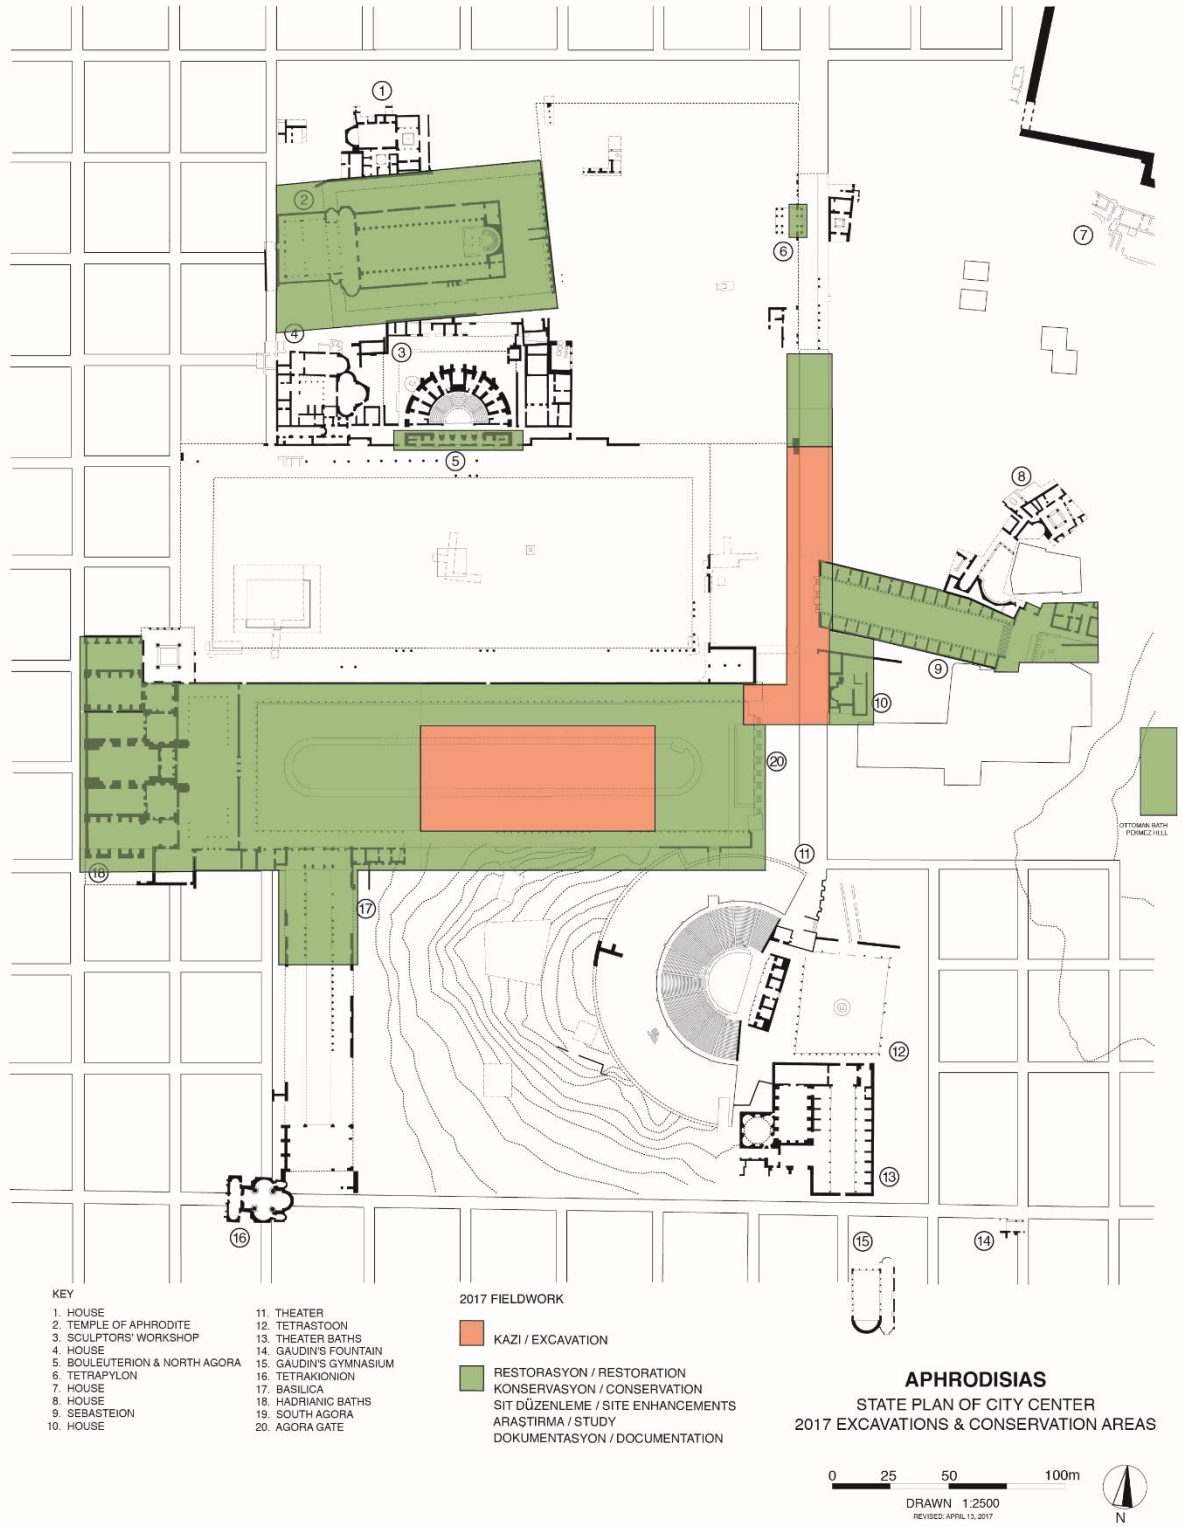 1
2
3
4
5
6
7
8
9
10
11
12
13
14
15
16
17
18
20
OTTOMAN BATH
PEKMEZ HILL
KEY
1. HOUSE
2. TEMPLE OF APHRODITE
3. SCULPTORS' WORKSHOP
4. HOUSE
5. BOULEUTERION & NORTH AGORA
6. TETRAPYLON
7. HOUSE
8. HOUSE
9. SEBASTEION
10. HOUSE
11. THEATER
12. TETRASTOON
13. THEATER BATHS
14. GAUDIN'S FOUNTAIN
15. GAUDIN'S GYMNASIUM
16. TETRAKIONION
17. BASILICA
18. HADRIANIC BATHS
19. SOUTH AGORA
20. AGORA GATE
2017 FIELDWORK
KAZI / EXCAVATION
RESTORASYON / RESTORATION
KONSERVASYON / CONSERVATION
SIT DÜZENLEME / SITE ENHANCEMENTS
ARAŞTIRMA / STUDY
DOKUMENTASYON / DOCUMENTATION
APHRODISIAS
STATE PLAN OF CITY CENTER
2017 EXCAVATIONS & CONSERVATION AREAS
0 25 50 100m
DRAWN 1:2500
REVISED: APRIL 13, 2017
N